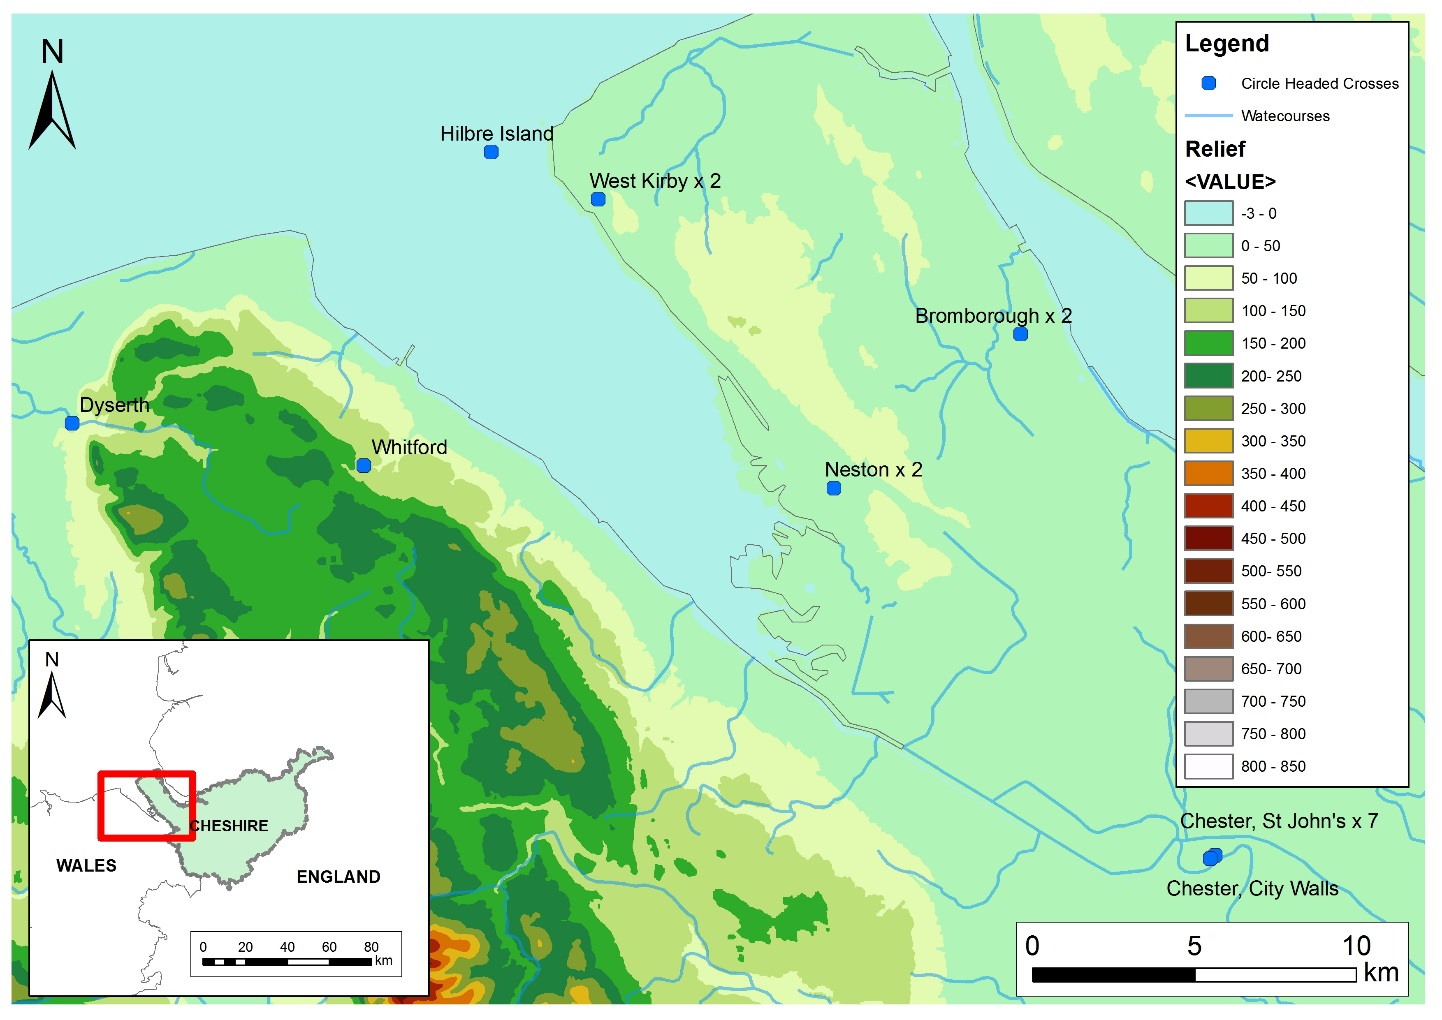 N
Hilbre Island
West Kirby x 2
Bromborough x 2
Dyserth
Whitford
Neston x 2
Chester, St John's x 7
Chester, City Walls
Legend
Circle Headed Crosses
Watercourses
Relief
<VALUE>
-3 - 0
0 - 50
50 - 100
100 - 150
150 - 200
200- 250
250 - 300
300 - 350
350 - 400
400 - 450
450 - 500
500- 550
550 - 600
600- 650
650- 700
700 - 750
750 - 800
800 - 850
N
CHESHIRE
WALES
ENGLAND
0 20 40 60 80
km
0 5 10
km